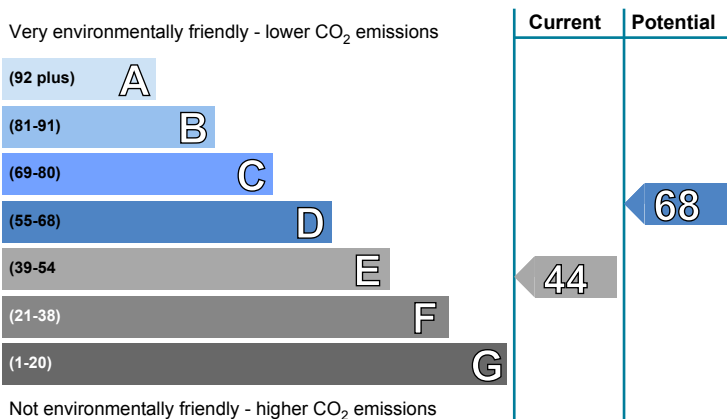 Current Potential
Very environmentally friendly - lower CO2 emissions
(92 plus) A
(81-91) B
(69-80) C
(55-68) D 68
(39-54 E 44
(21-38) F
(1-20) G
Not environmentally friendly - higher CO2 emissions